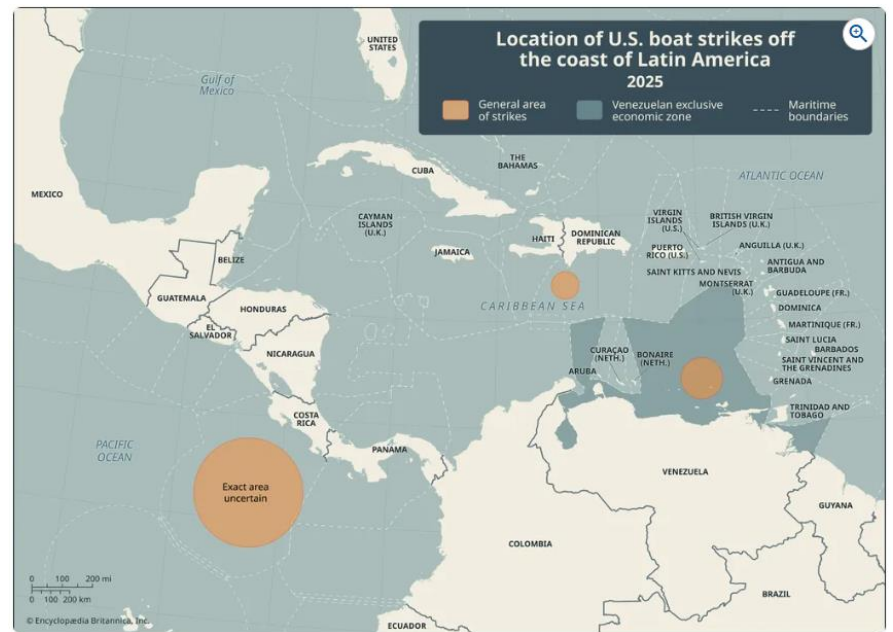 Location of U.S. boat strikes off
the coast of Latin America
2025
General area
of strikes
Venezuelan exclusive
economic zone
Maritime
boundaries
UNITED
STATES
Gulf of
Mexico
THE
BAHAMAS
ATLANTIC OCEAN
CUBA
MEXICO
CAYMAN
ISLANDS
(U.K.)
VIRGIN
ISLANDS
(U.S.)
BRITISH VIRGIN
ISLANDS (U.K.)
HAITI
DOMINICAN
REPUBLIC
JAMAICA
PUERTO
RICO (U.S.)
ANGUILLA (U.K.)
BELIZE
SAINT KITTS AND NEVIS
ANTIGUA AND
BARBUDA
MONTSERRAT
(U.K.)
GUADELOUPE (FR.)
GUATEMALA
HONDURAS
CARIBBEAN SEA
DOMINICA
EL
SALVADOR
MARTINIQUE (FR.)
NICARAGUA
SAINT LUCIA
BARBADOS
CURAÇAO
(NETH.)
BONAIRE
(NETH.)
SAINT VINCENT AND
THE GRENADINES
ARUBA
GRENADA
COSTA
RICA
TRINIDAD AND
TOBAGO
PACIFIC
OCEAN
PANAMA
VENEZUELA
Exact area
uncertain
GUYANA
COLOMBIA
0 100 200 mi
0 100 200 km
BRAZIL
© Encyclopædia Britannica, Inc.
ECUADOR